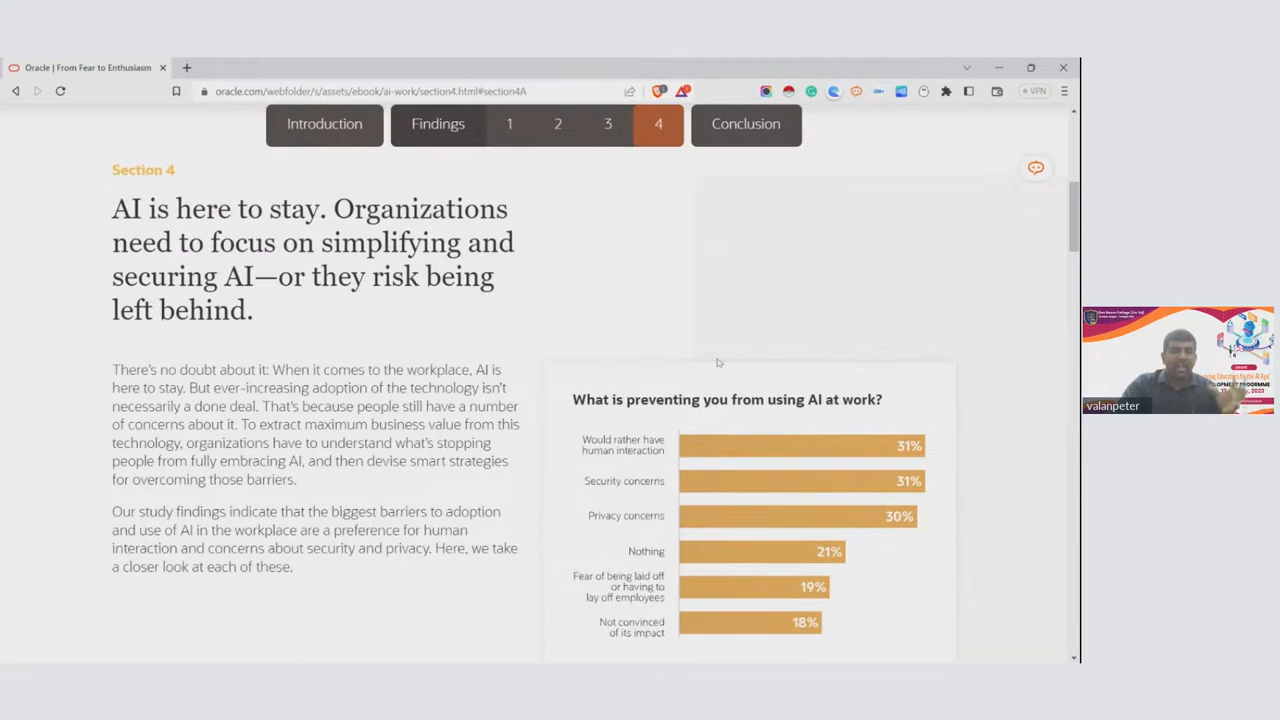 Oracle | From Fear to Enthusiasm
oracle.com/webfolder/s/assets/ebook/ai-work/section4.html#section4A
VPN
Introduction
Findings
1
2
3
4
Conclusion
Section 4
AI is here to stay. Organizations
need to focus on simplifying and
securing AI—or they risk being
left behind.
There's no doubt about it: When it comes to the workplace, AI is
here to stay. But ever-increasing adoption of the technology isn't
necessarily a done deal. That's because people still have a number
of concerns about it. To extract maximum business value from this
technology, organizations have to understand what's stopping
people from fully embracing AI, and then devise smart strategies
for overcoming those barriers.
Our study findings indicate that the biggest barriers to adoption
and use of AI in the workplace are a preference for human
interaction and concerns about security and privacy. Here, we take
a closer look at each of these.
What is preventing you from using AI at work?
Would rather have
human interaction
31%
Security concerns
31%
Privacy concerns
30%
Nothing
21%
Fear of being laid off
or having to
lay off employees
19%
Not convinced
of its impact
18%
valanpeter